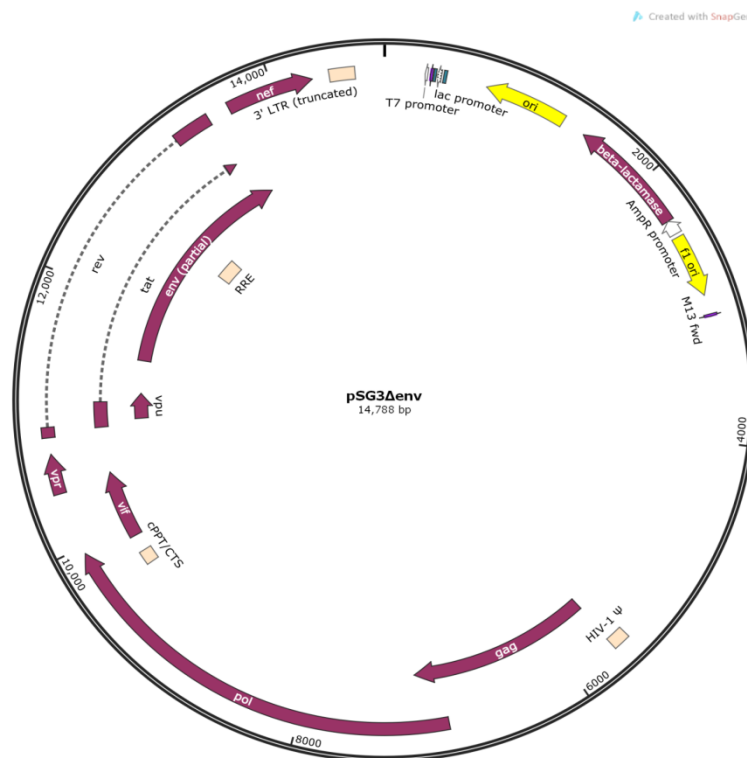 Created with SnapGe
14,000
nef
3' LTR (truncated)
T7 promoter
lac promoter
ori
2000
beta-lactamase
AmpR promoter
f1 ori
M13 fwd
rev
tat
env (partial)
RRE
12,000
vpu
pSG3Δenv
14,788 bp
4000
vpr
vif
cPPT/CTS
10,000
HIV-1 Ψ
gag
6000
pol
8000